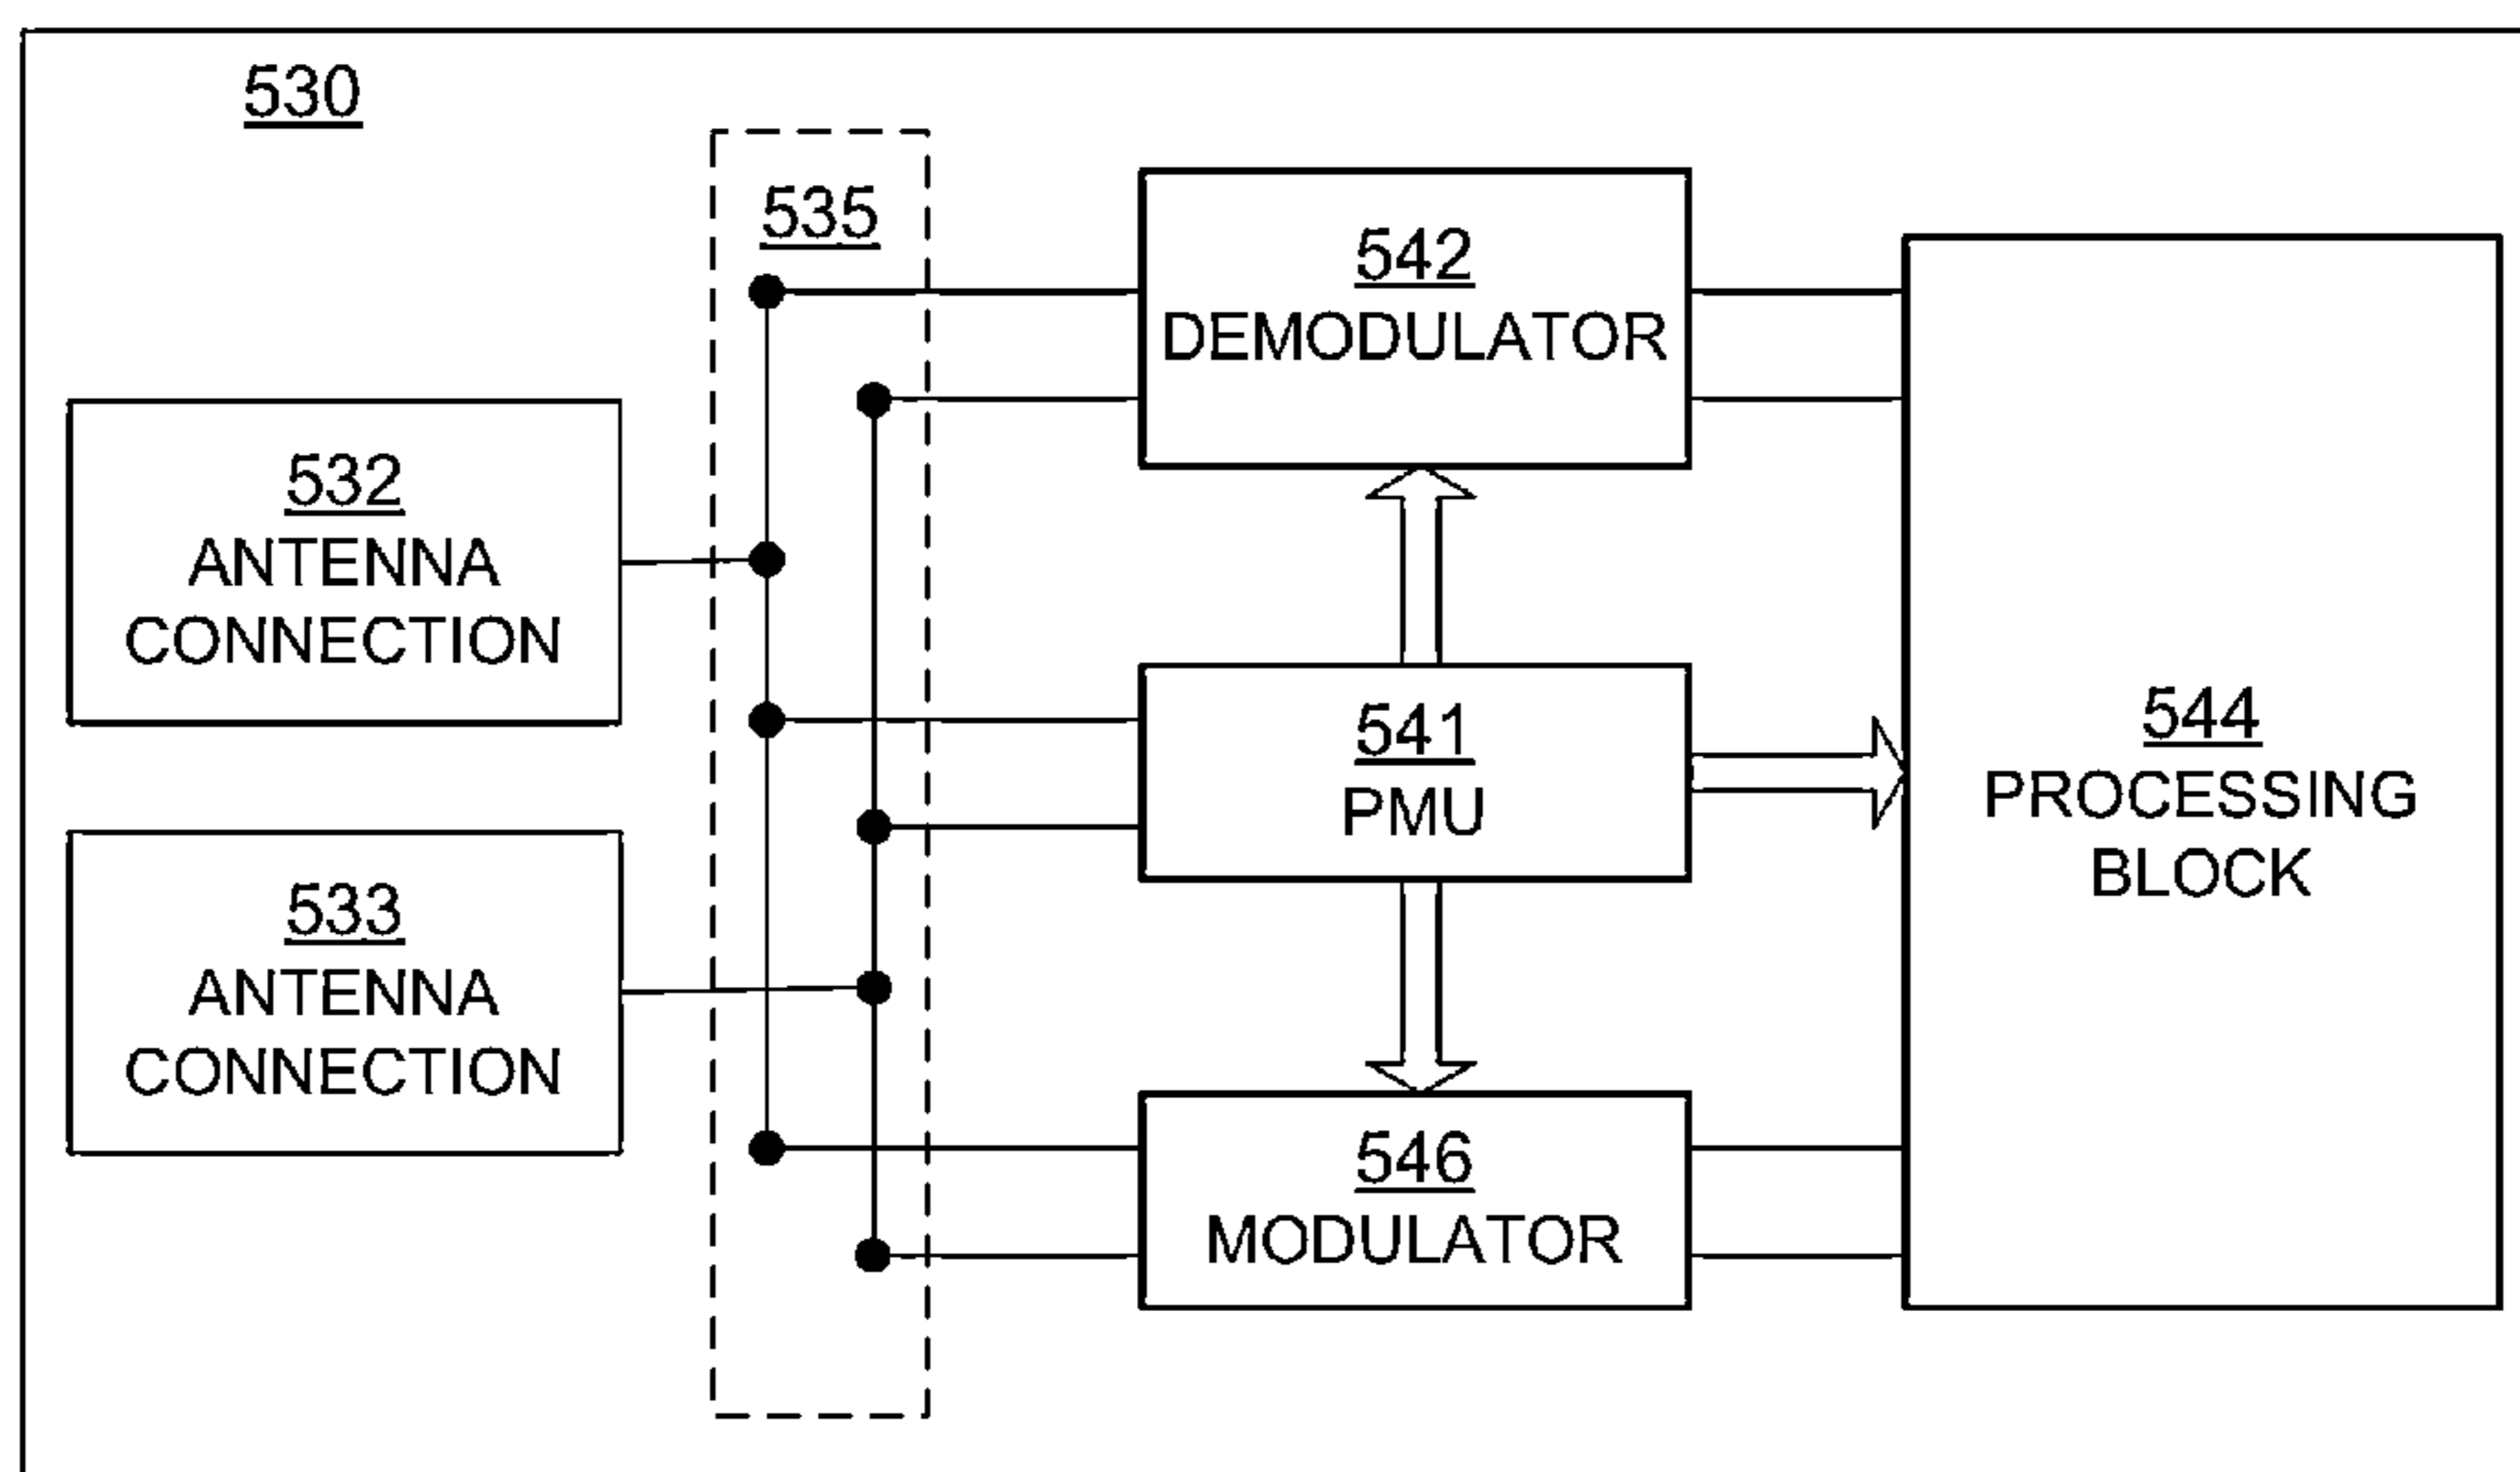 530
535
542
DEMODULATOR
532
ANTENNA
CONNECTION
541
PMU
544
PROCESSING
BLOCK
533
ANTENNA
CONNECTION
546
MODULATOR